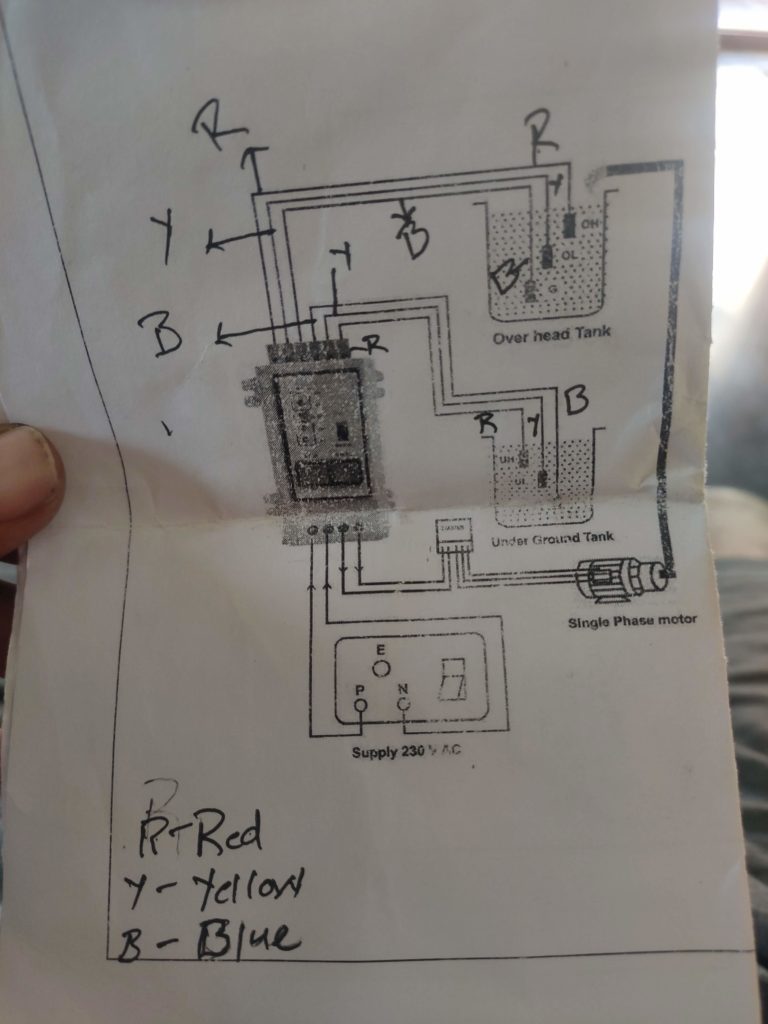 R
R
Y
Y
B
OH
OL
B
G
Y
B
Over head Tank
R
B
R
Y
UH
UL
Under Ground Tank
Single Phase motor
E
P
N
Supply 230 V AC
R-Red
Y-Yellow
B-Blue